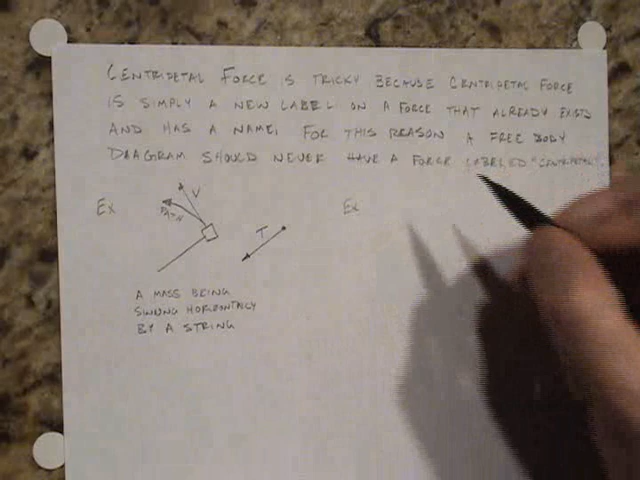 CENTRIPETAL FORCE IS TRICKY BECAUSE CENTRIPETAL FORCE
IS SIMPLY A NEW LABEL ON A FORCE THAT ALREADY EXISTS
AND HAS A NAME. FOR THIS REASON A FREE BODY
DAAGRAM SHOULD NEVER HAVE A FORCE LABELED "CENTRIPETAL".
EX
V
PATH
T
EX
A MASS BEING
SWUNG HORIZONTALLY
BY A STRING